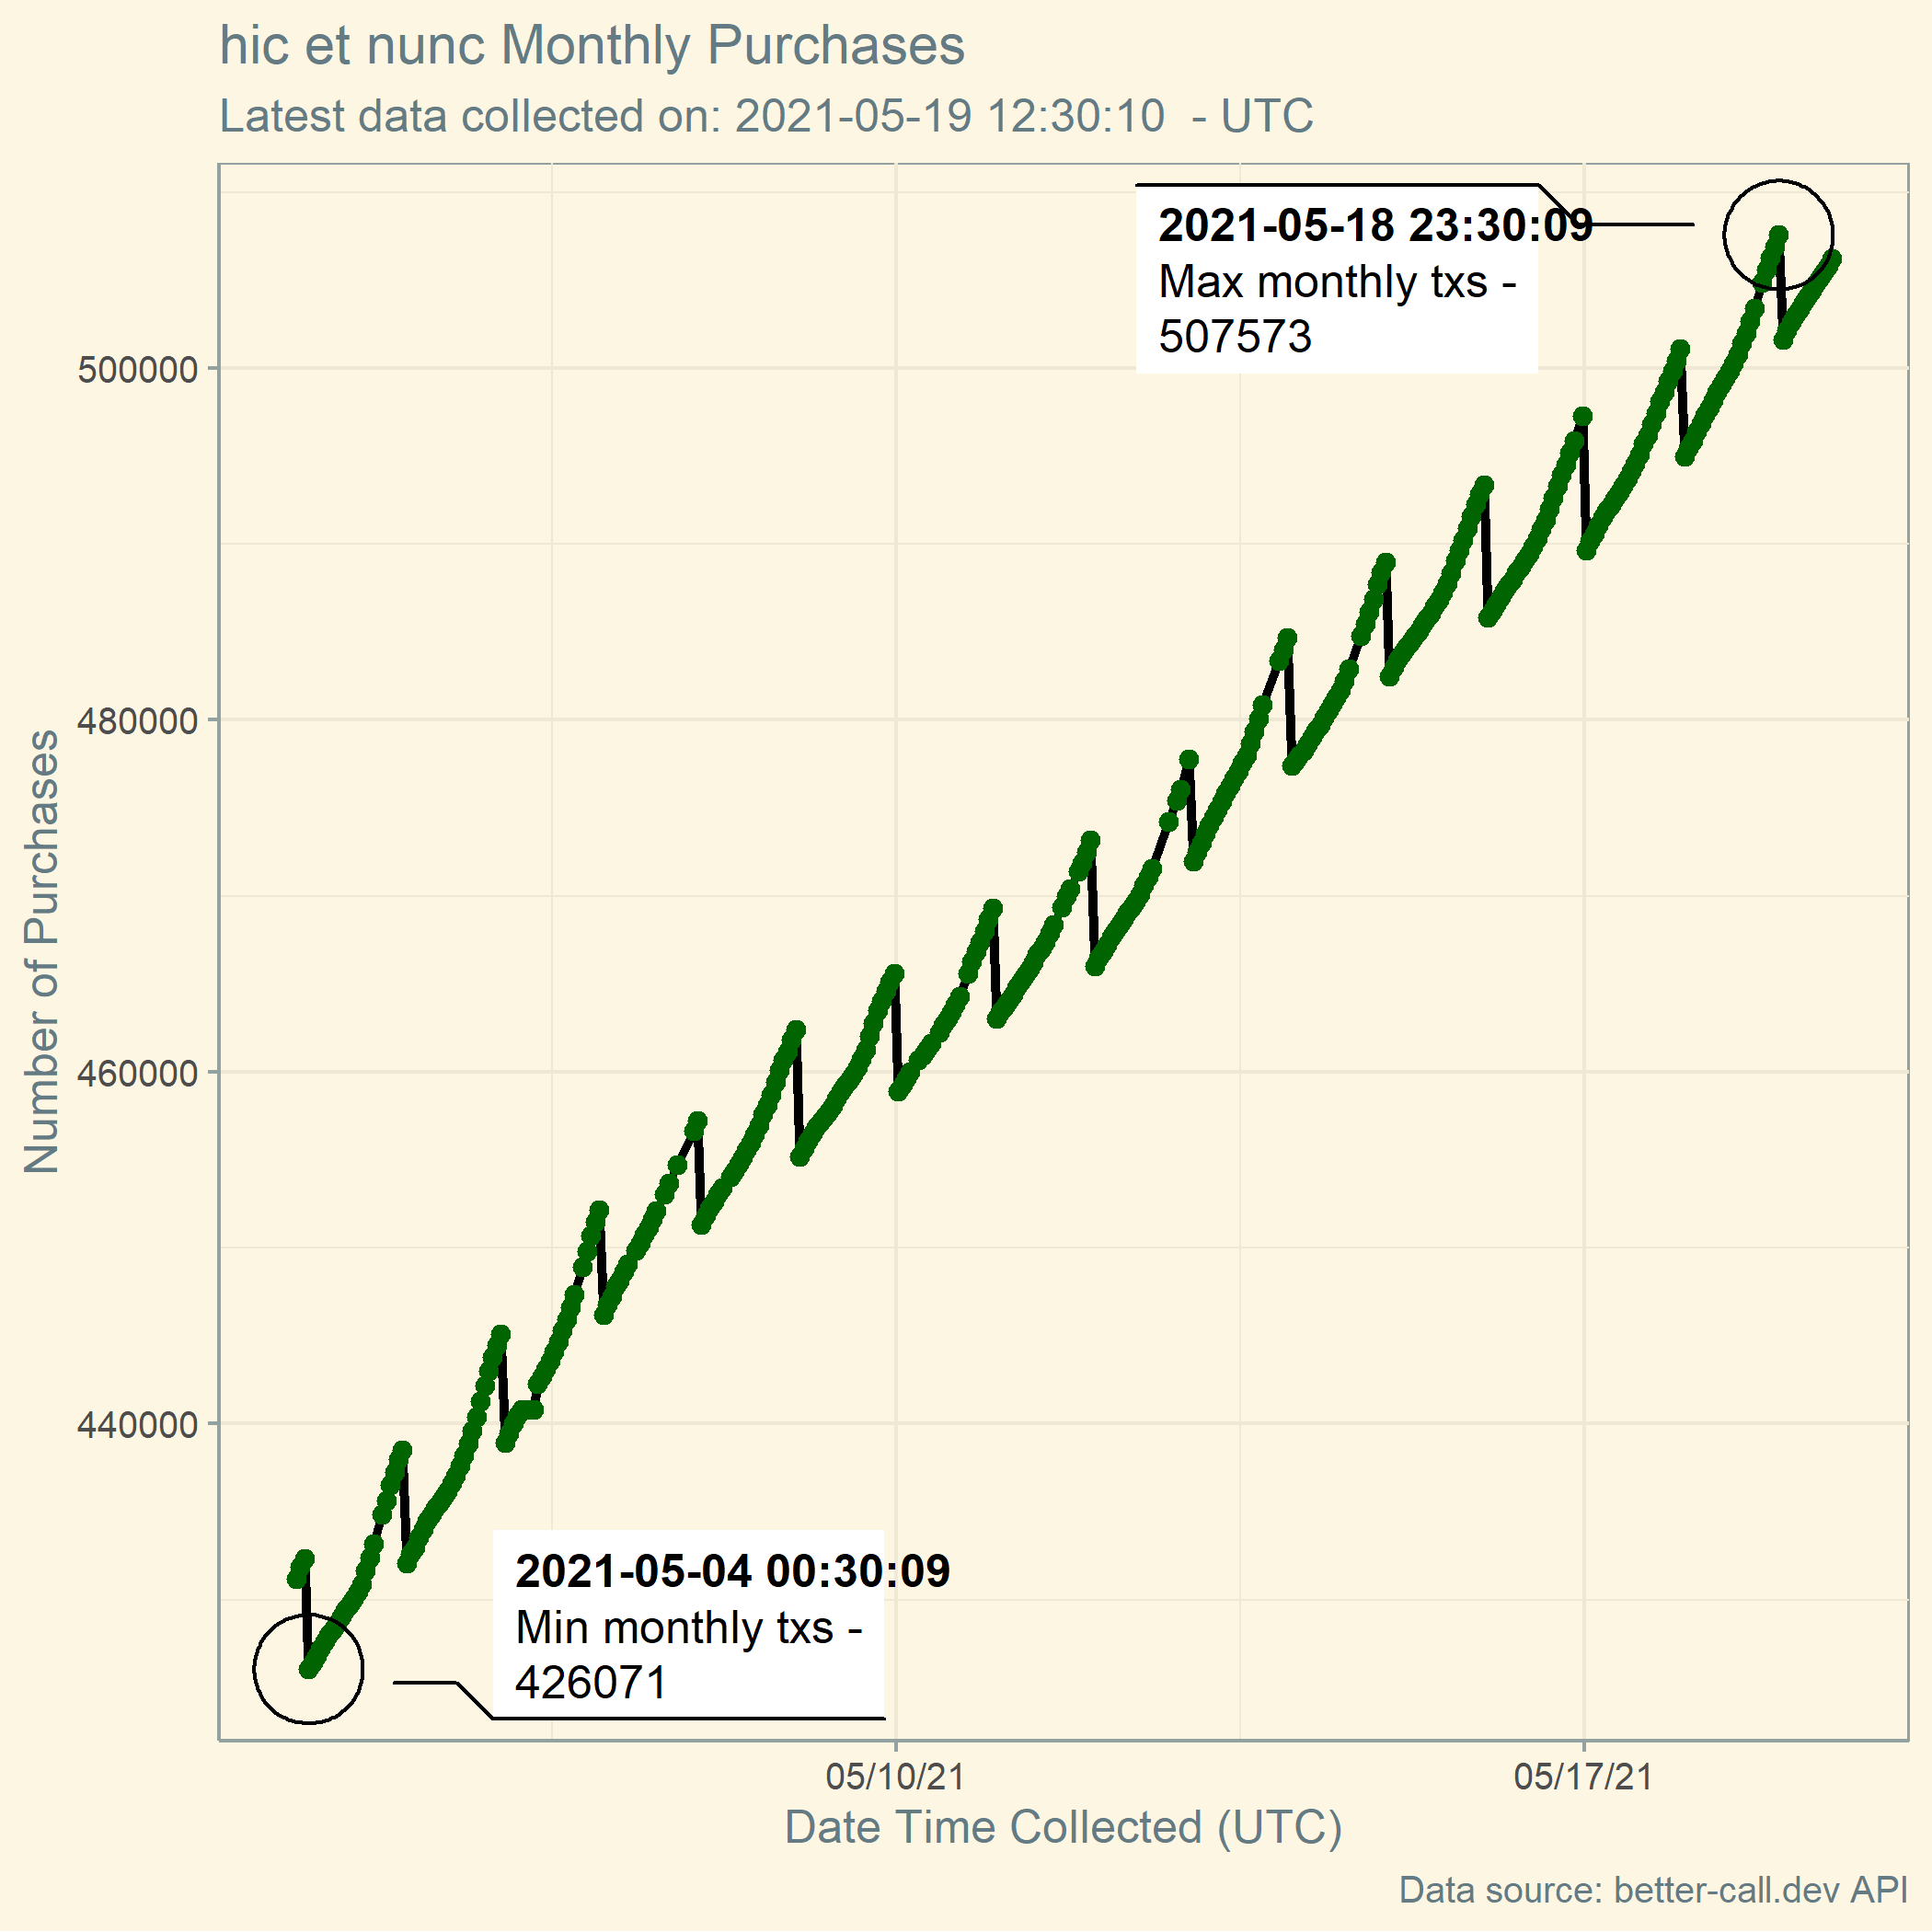 hic et nunc Monthly Purchases
Latest data collected on: 2021-05-19 12:30:10  - UTC
2021-05-18 23:30:09
Max monthly txs -
507573
500000
480000
460000
440000
Number of Purchases
2021-05-04 00:30:09
Min monthly txs -
426071
05/10/21
05/17/21
Date Time Collected (UTC)
Data source: better-call.dev API